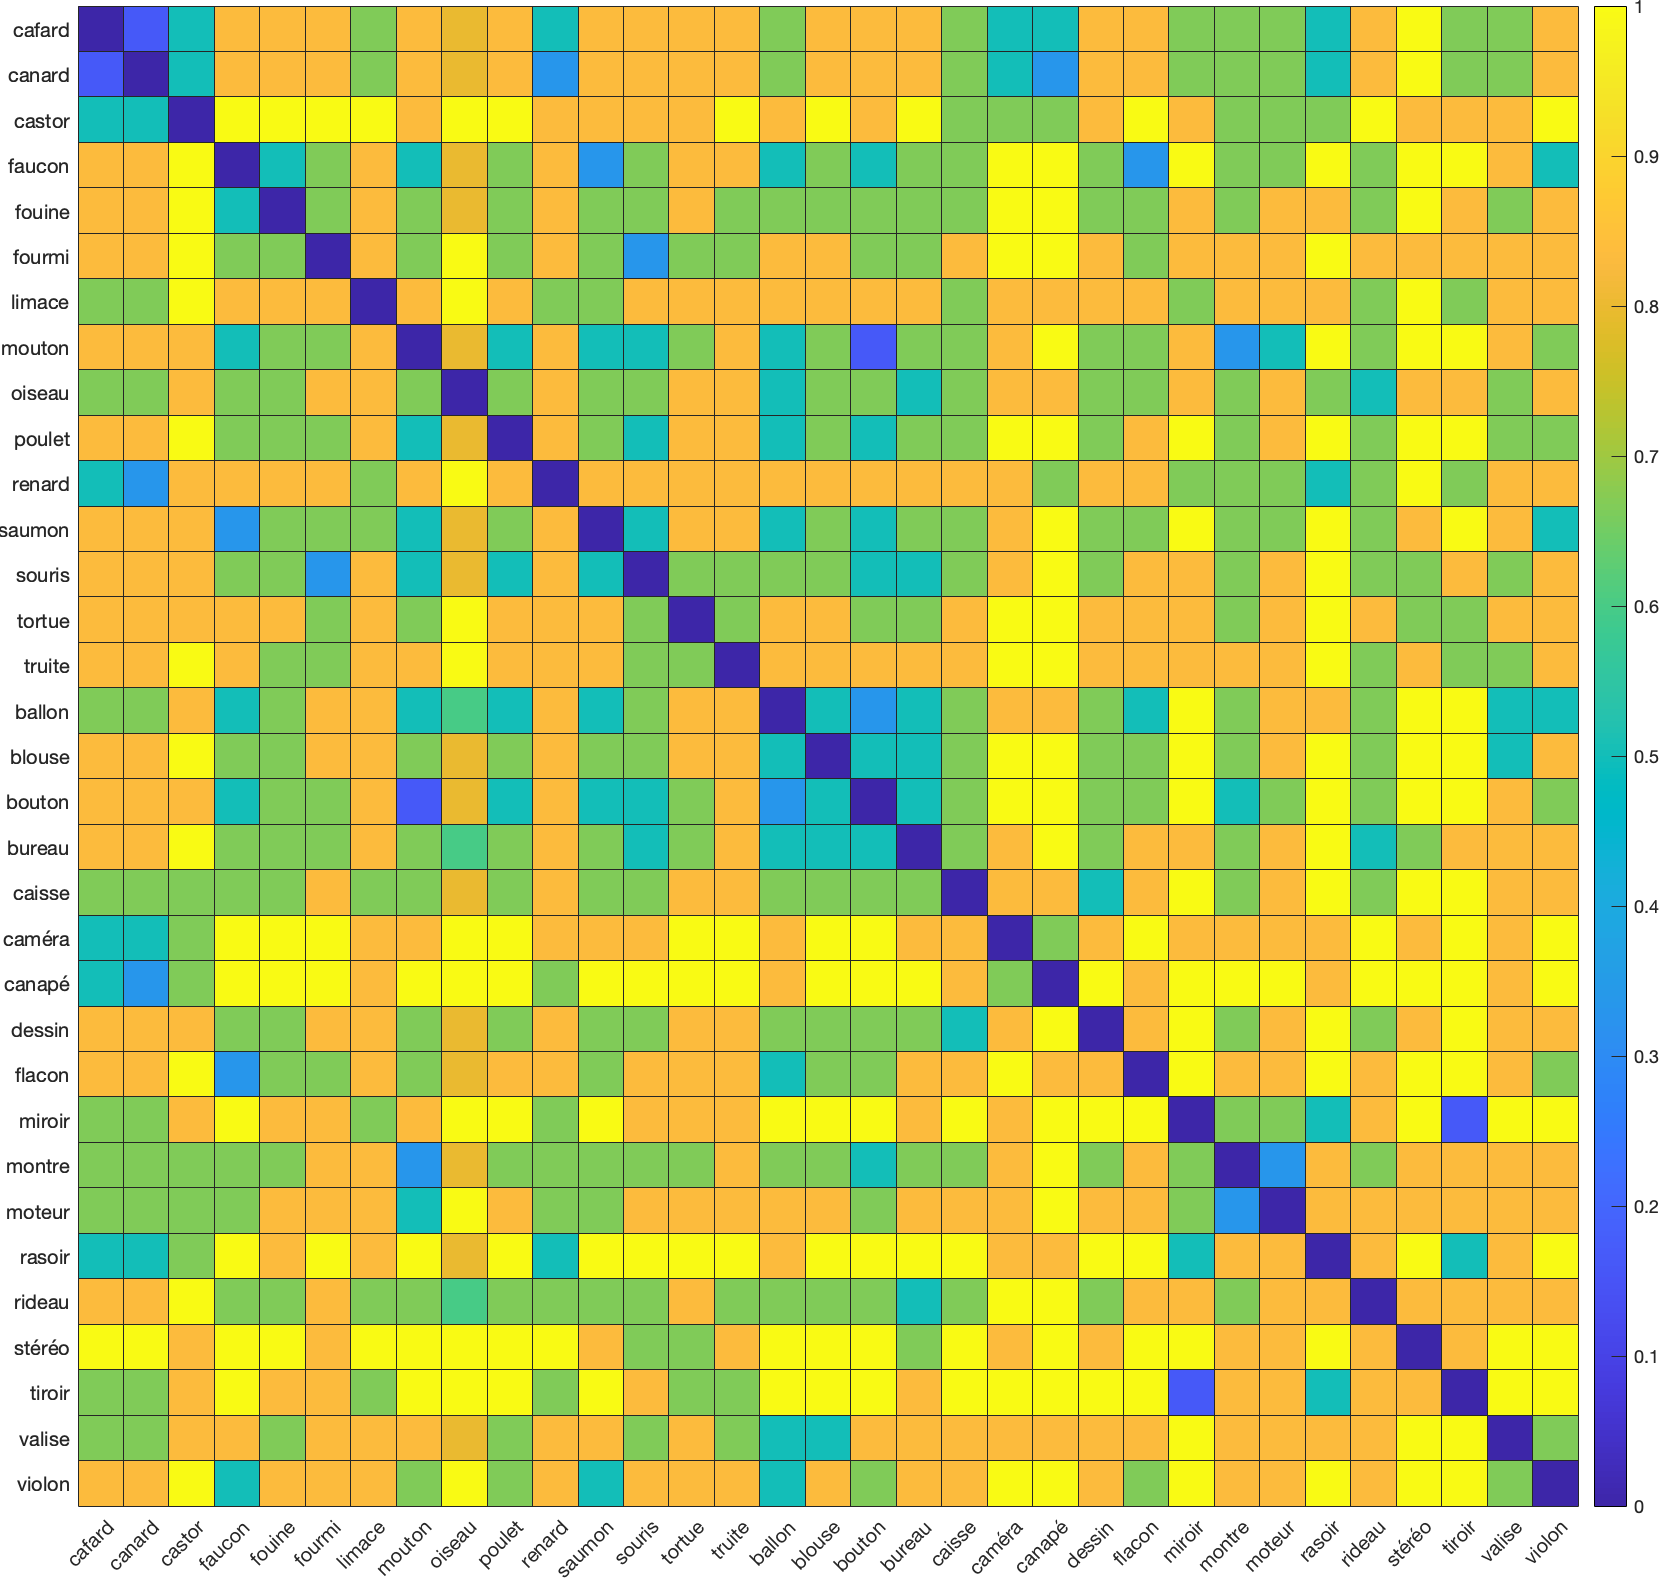 cafard
canard
castor
faucon
fouine
fourmi
limace
mouton
oiseau
poulet
renard
saumon
souris
tortue
truite
ballon
blouse
bouton
bureau
caisse
caméra
canapé
dessin
flacon
miroir
montre
moteur
rasoir
rideau
stéréo
tiroir
valise
violon
cafard canard castor faucon fouine fourmi limace mouton oiseau poulet renard saumon souris tortue truite ballon blouse bouton bureau caisse caméra canapé dessin flacon miroir montre moteur rasoir rideau stéréo tiroir valise violon
1
0.9
0.8
0.7
0.6
0.5
0.4
0.3
0.2
0.1
0